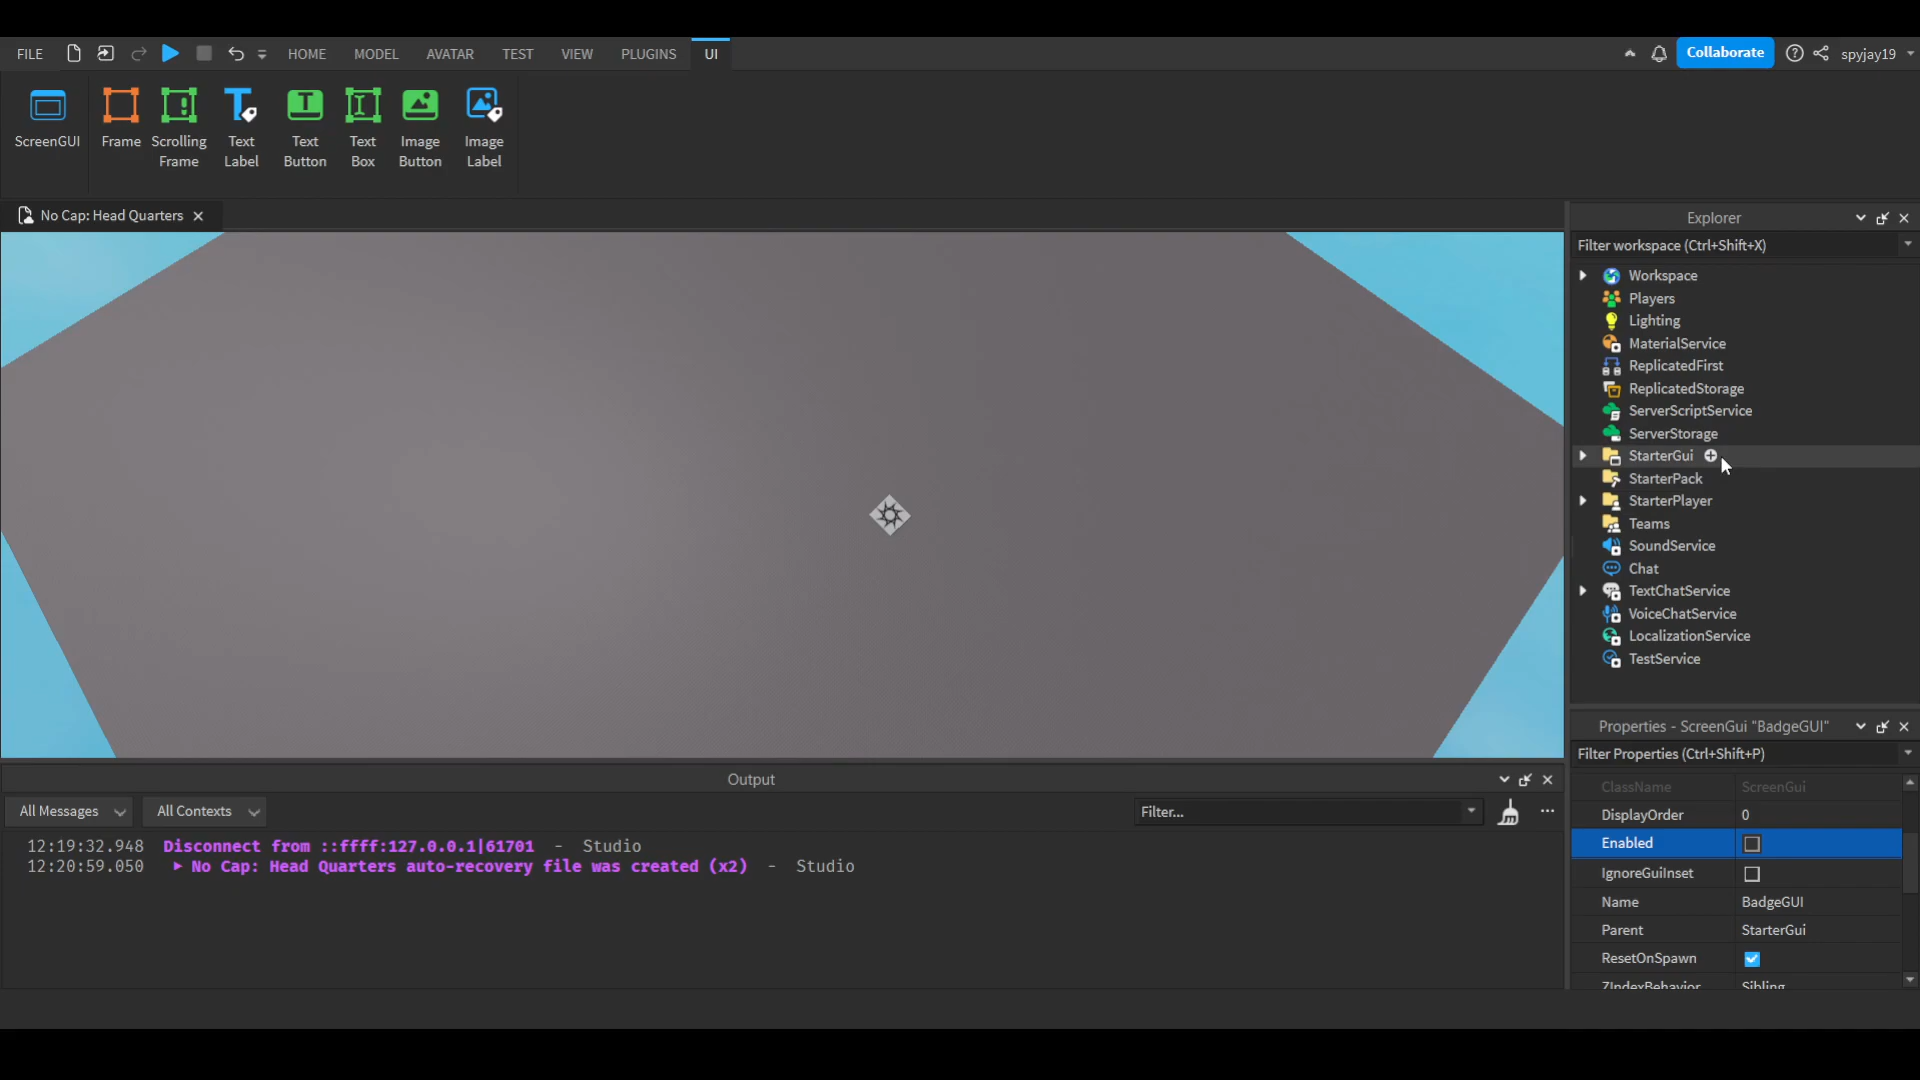 FILE HOME MODEL AVATAR TEST VIEW PLUGINS UI Collaborate spyjay19
ScreenGUI Frame Scrolling Frame Text Label Text Button Text Box Image Button Image Label
No Cap: Head Quarters
Explorer
Filter workspace (Ctrl+Shift+X)
Workspace
Players
Lighting
MaterialService
ReplicatedFirst
ReplicatedStorage
ServerScriptService
ServerStorage
StarterGui
StarterPack
StarterPlayer
Teams
SoundService
Chat
TextChatService
VoiceChatService
LocalizationService
TestService
Properties - ScreenGui "BadgeGUI"
Filter Properties (Ctrl+Shift+P)
ClassName ScreenGui
DisplayOrder 0
Enabled
IgnoreGuiInset
Name BadgeGUI
Parent StarterGui
ResetOnSpawn
ZIndexBehavior Sibling
Output
All Messages All Contexts Filter...
12:19:32.948 Disconnect from ::ffff:127.0.0.1|61701 - Studio
12:20:59.050 No Cap: Head Quarters auto-recovery file was created (x2) - Studio